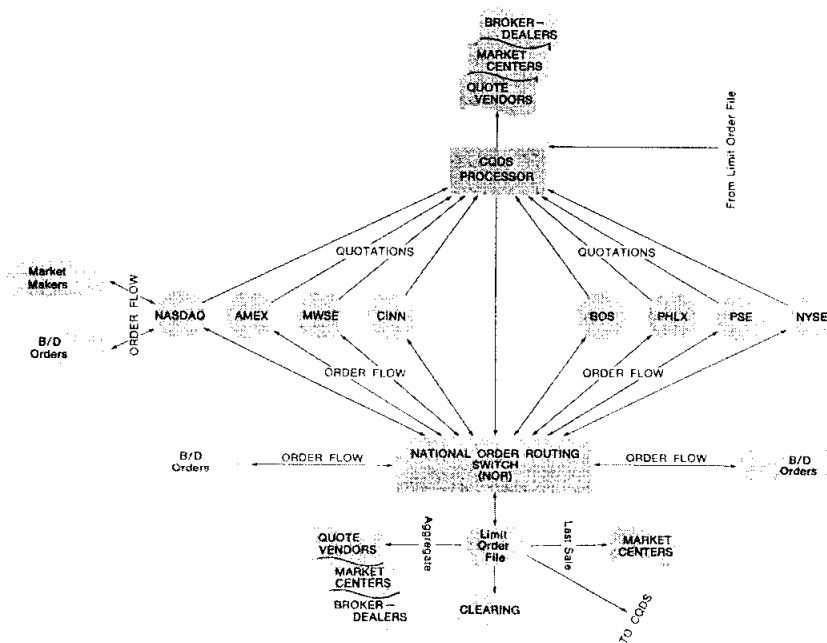 BROKER-
DEALERS
MARKET
CENTERS
QUOTE
VENDORS
From Limit Order File
CQDS
PROCESSOR
QUOTATIONS
QUOTATIONS
Market
Makers
ORDER FLOW
B/D
Orders
NASDAQ
AMEX
MWSE
CINN
BOS
PHLX
PSE
NYSE
ORDER FLOW
ORDER FLOW
B/D
Orders
ORDER FLOW
NATIONAL ORDER ROUTING
SWITCH
(NOR)
ORDER FLOW
B/D
Orders
QUOTE
VENDORS
MARKET
CENTERS
BROKER-
DEALERS
Aggregate
Limit
Order
File
Last Sale
MARKET
CENTERS
CLEARING
TO CQDS